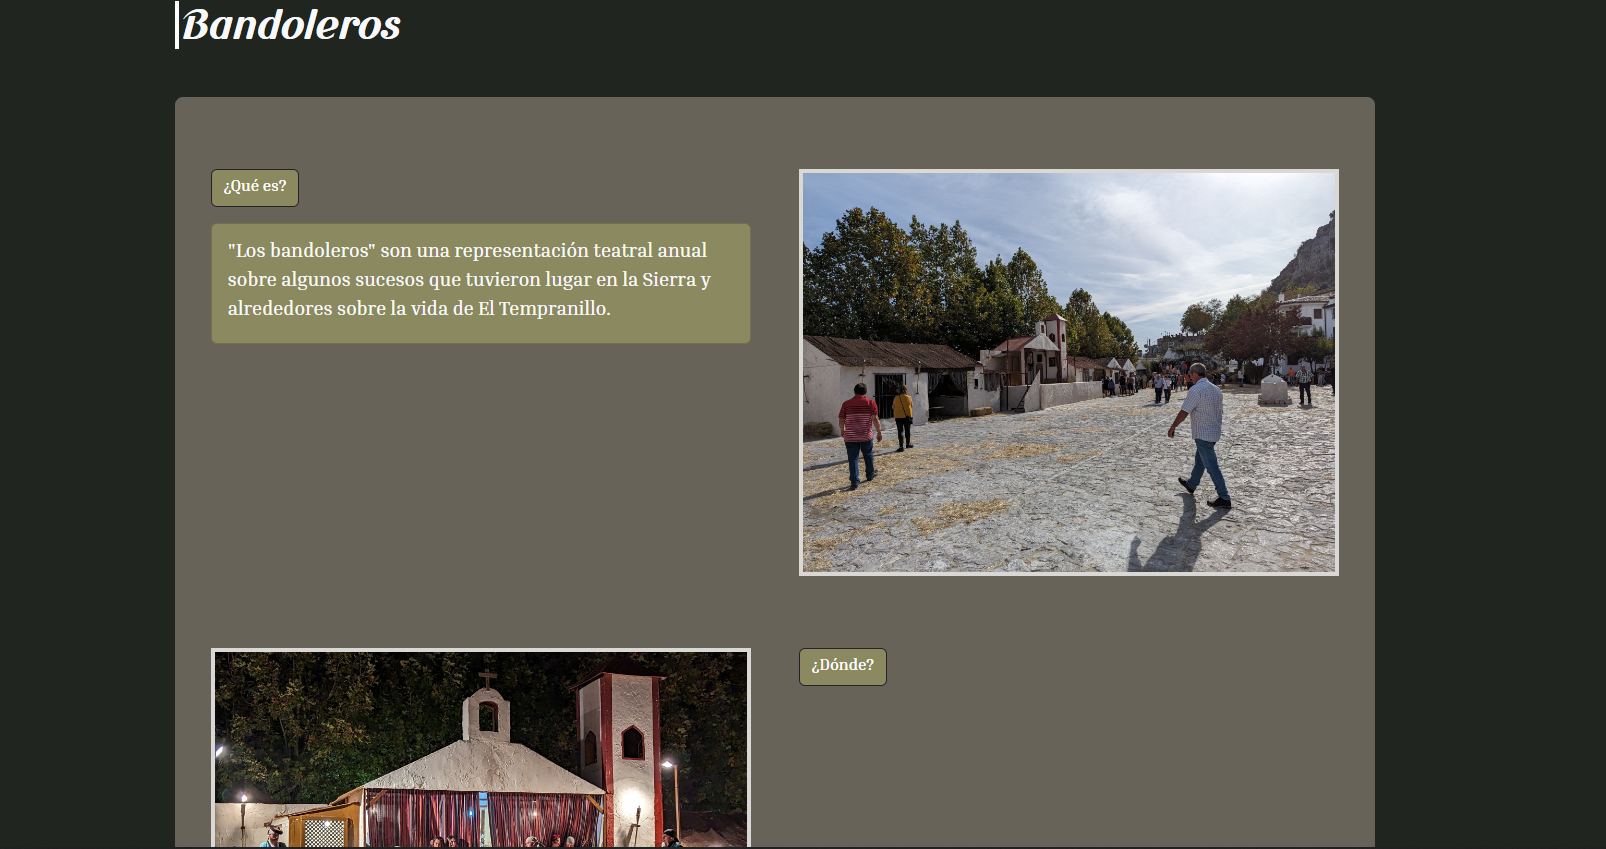 Bandoleros
¿Qué es?
"Los bandoleros" son una representación teatral anual
sobre algunos sucesos que tuvieron lugar en la Sierra y
alrededores sobre la vida de El Tempranillo.
¿Dónde?